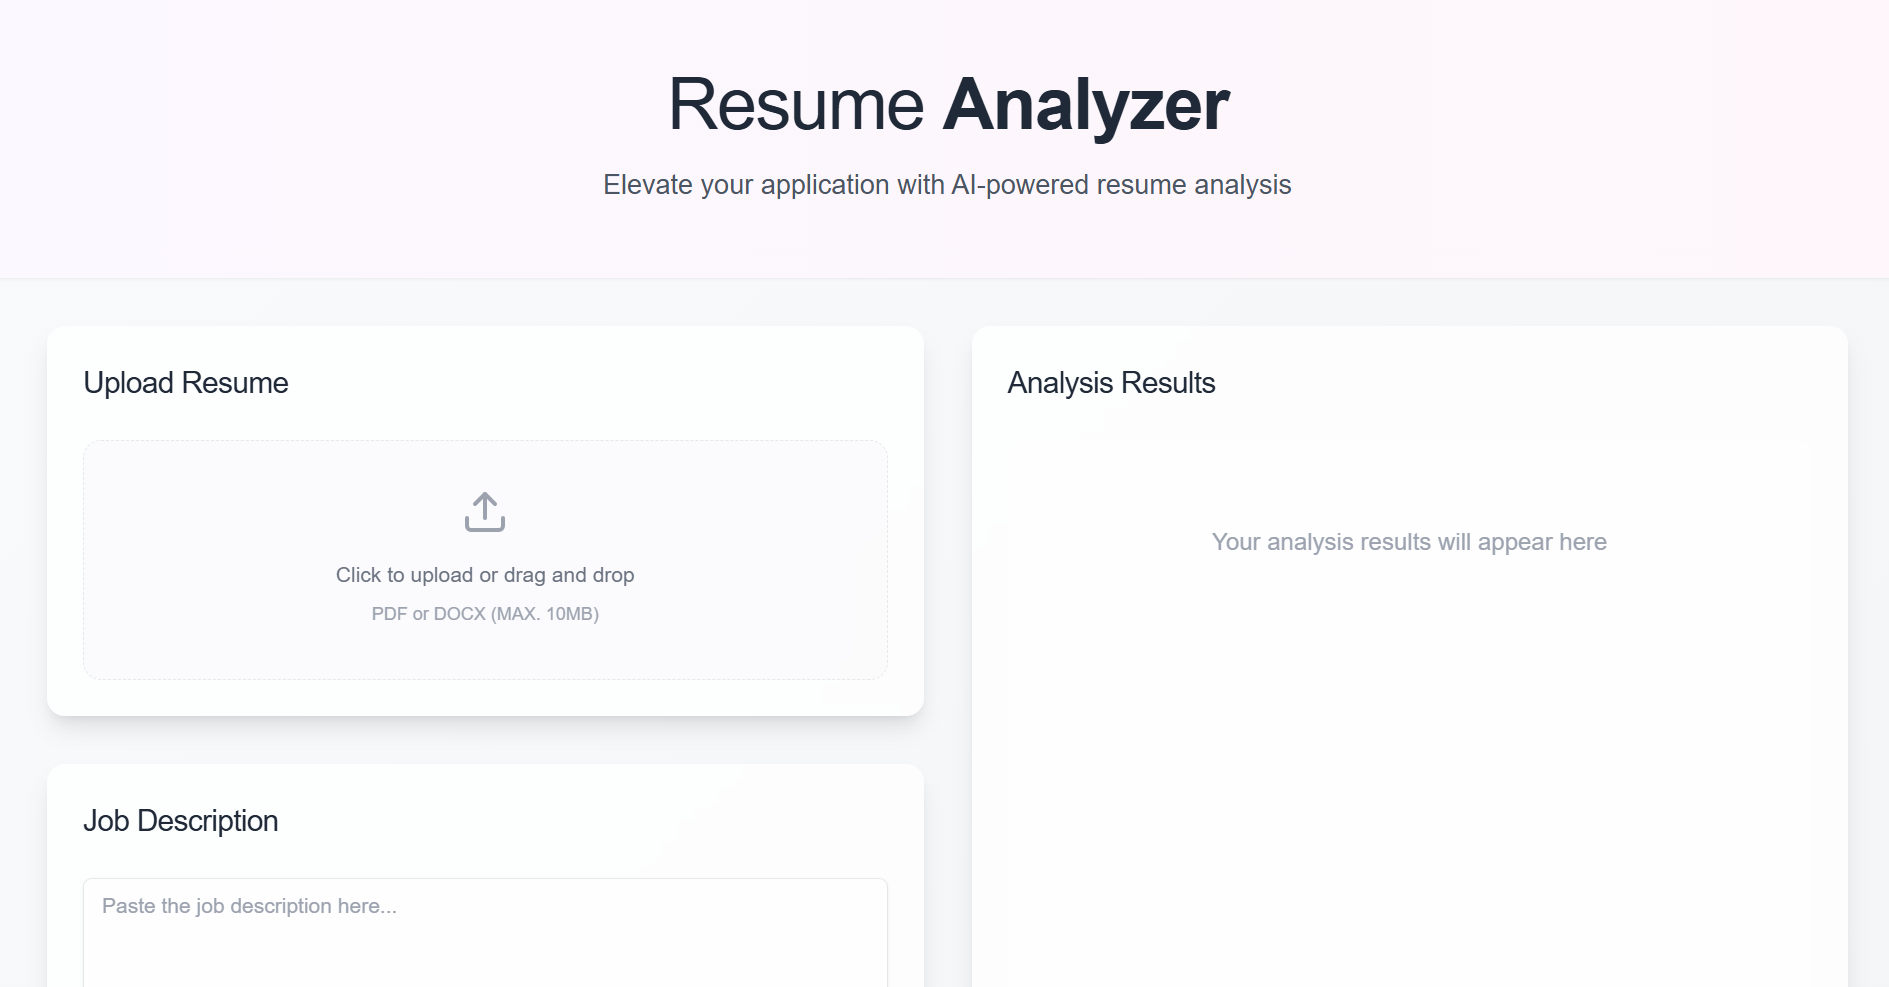 Resume Analyzer
Elevate your application with AI-powered resume analysis
Upload Resume
Click to upload or drag and drop
PDF or DOCX (MAX. 10MB)
Job Description
Paste the job description here...
Analysis Results
Your analysis results will appear here